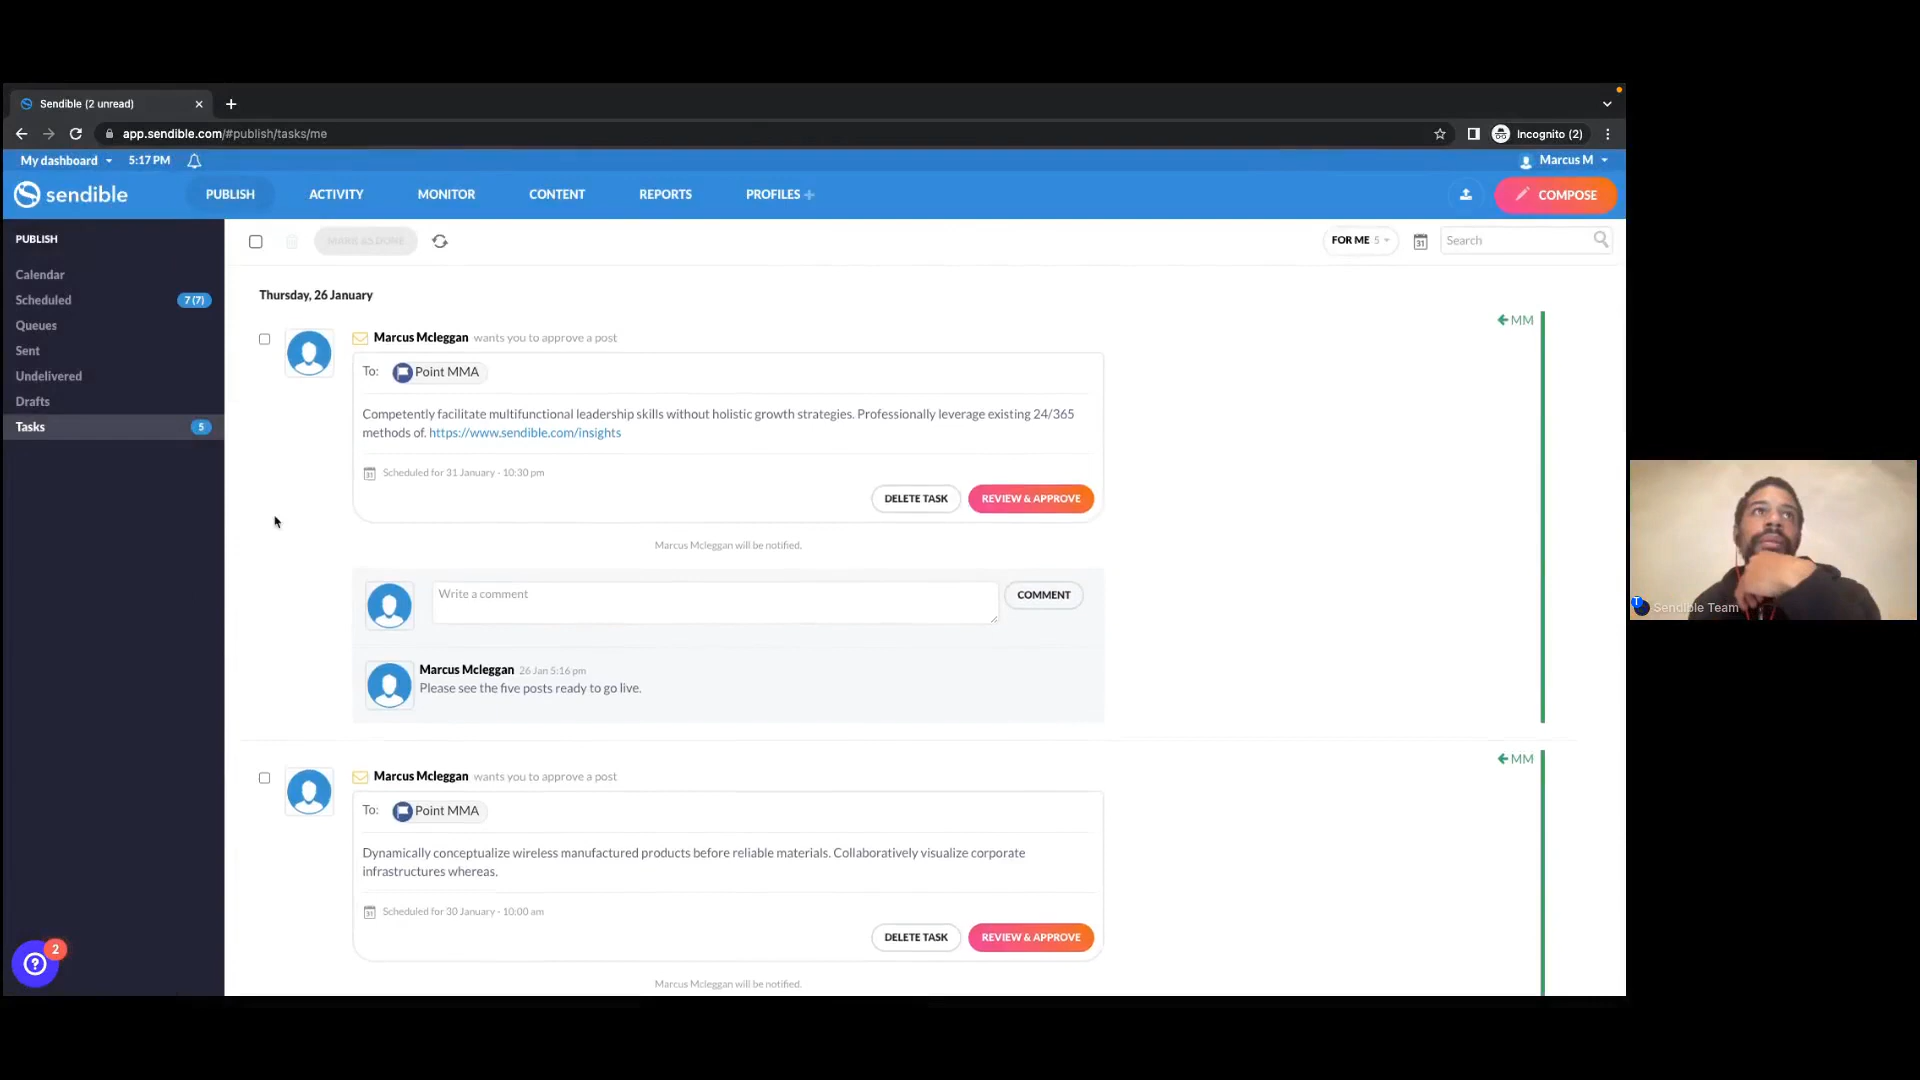 Sendible (2 unread)
app.sendible.com/#publish/tasks/me
Incognito (2)
My dashboard
5:17 PM
Marcus M
sendible
PUBLISH
ACTIVITY
MONITOR
CONTENT
REPORTS
PROFILES
COMPOSE
PUBLISH
Calendar
Scheduled 7 (7)
Queues
Sent
Undelivered
Drafts
Tasks 5
MARK AS DONE
FOR ME 5
31
Search
Thursday, 26 January
MM
Marcus Mcleggan wants you to approve a post
To: Point MMA
Competently facilitate multifunctional leadership skills without holistic growth strategies. Professionally leverage existing 24/365
methods of. https://www.sendible.com/insights
31 Scheduled for 31 January - 10:30 pm
DELETE TASK
REVIEW & APPROVE
Marcus Mcleggan will be notified.
Write a comment
COMMENT
Marcus Mcleggan 26 Jan 5:16 pm
Please see the five posts ready to go live.
MM
Marcus Mcleggan wants you to approve a post
To: Point MMA
Dynamically conceptualize wireless manufactured products before reliable materials. Collaboratively visualize corporate
infrastructures whereas.
31 Scheduled for 30 January - 10:00 am
DELETE TASK
REVIEW & APPROVE
Marcus Mcleggan will be notified.
2
T Sendible Team